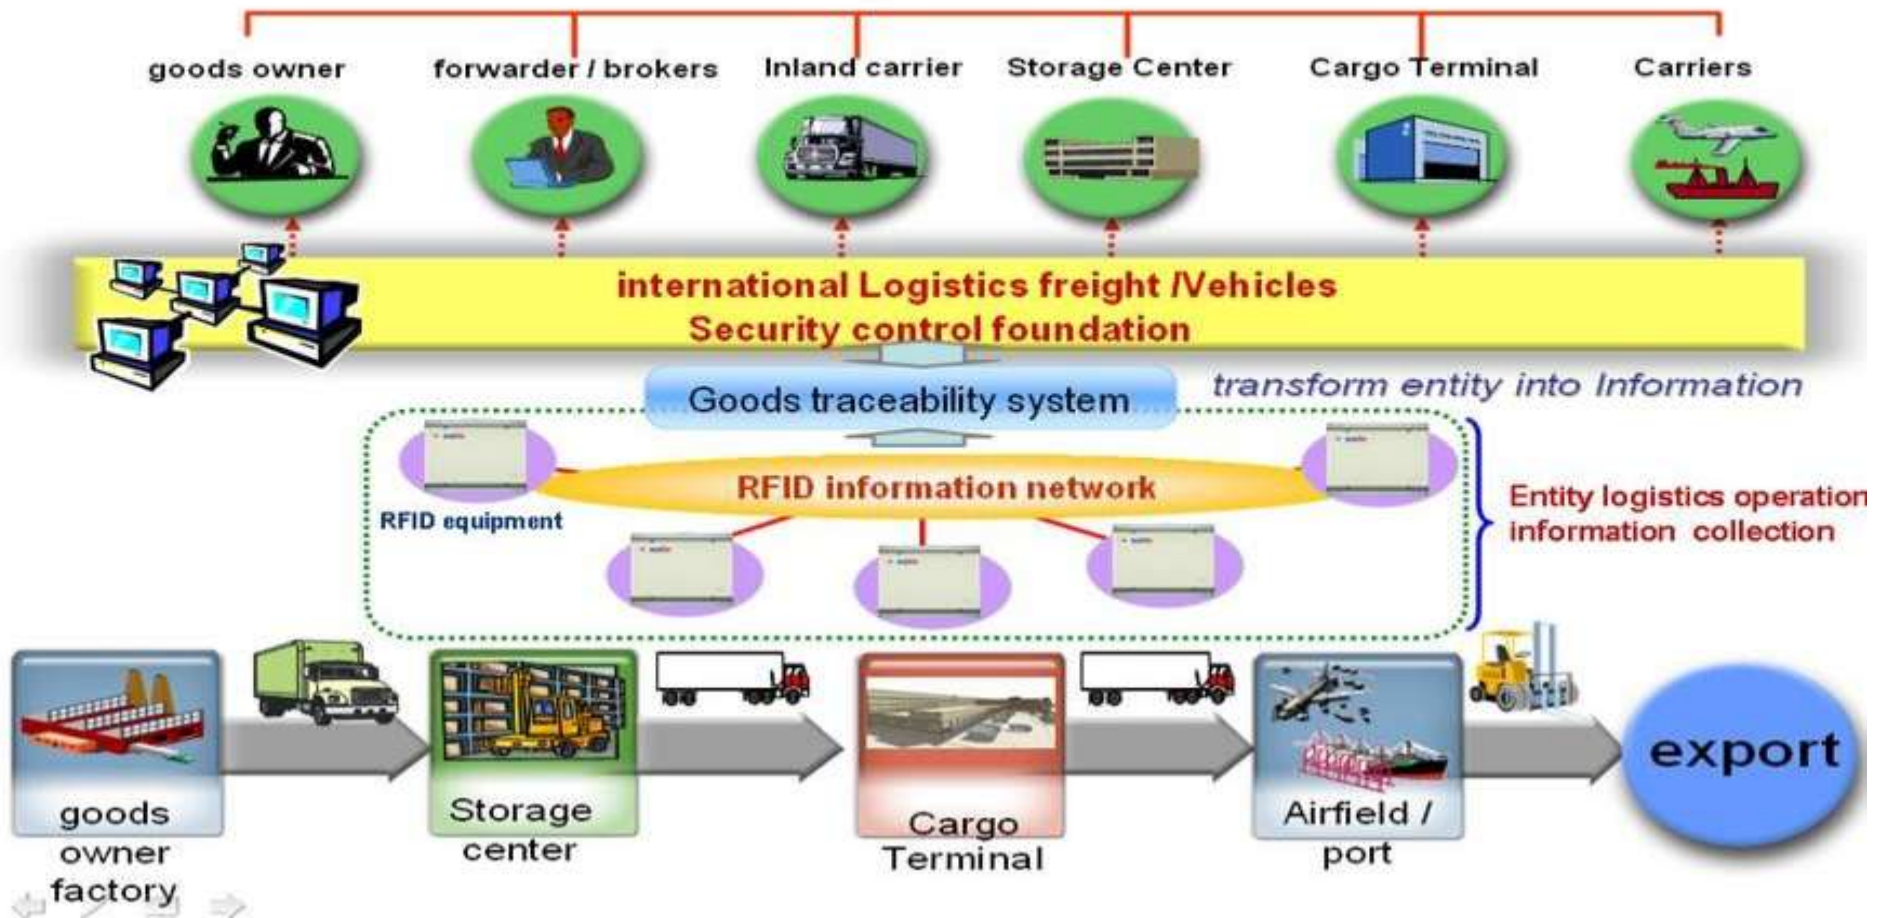 goods owner
forwarder / brokers
Inland carrier
Storage Center
Cargo Terminal
Carriers
international Logistics freight /Vehicles
Security control foundation
Goods traceability system
transform entity into Information
RFID information network
RFID equipment
Entity logistics operation
information collection
goods
owner
factory
Storage
center
Cargo
Terminal
Airfield /
port
export